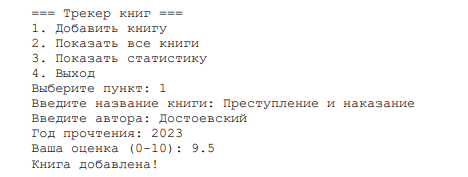 === Трекер книг ===
1. Добавить книгу
2. Показать все книги
3. Показать статистику
4. Выход
Выберите пункт: 1
Введите название книги: Преступление и наказание
Введите автора: Достоевский
Год прочтения: 2023
Ваша оценка (0-10): 9.5
Книга добавлена!